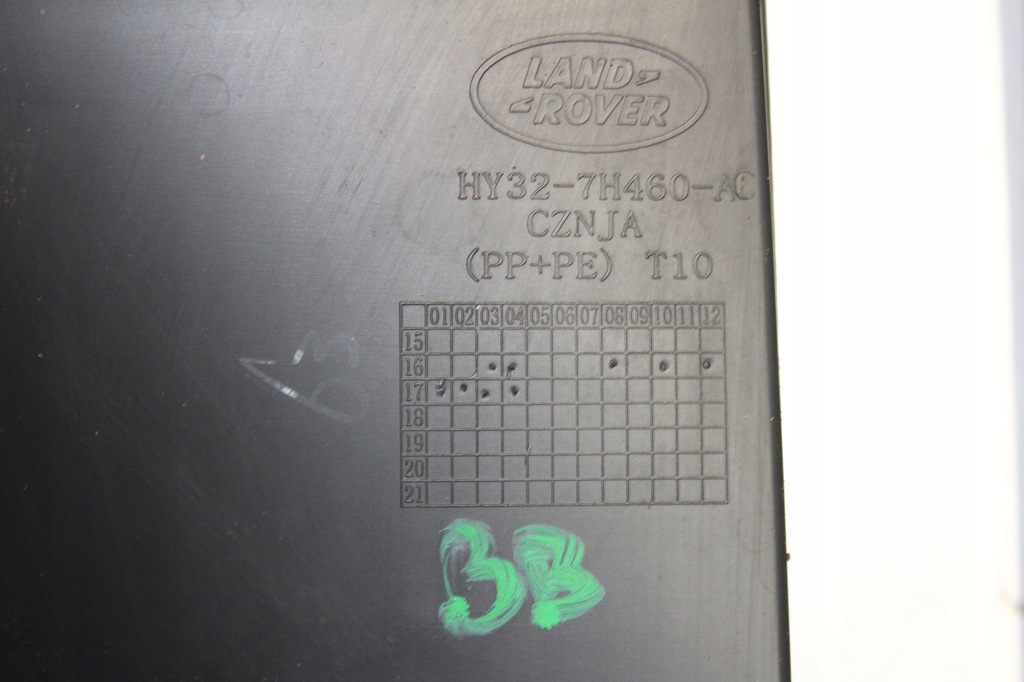 LAND
ROVER
HY32-7H460-AC
CZNJA
(PP+PE) T10
01 02 03 04 05 06 07 08 09 10 11 12
15
16
17
18
19
20
21
BB